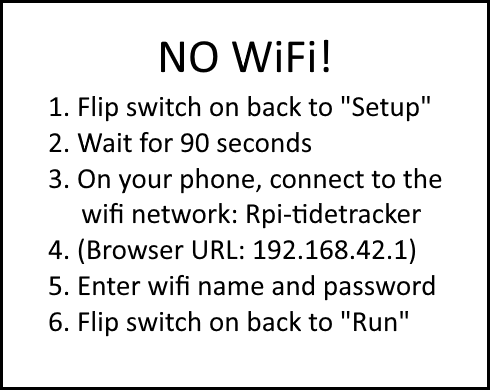 NO WiFi!
1. Flip switch on back to "Setup"
2. Wait for 90 seconds
3. On your phone, connect to the
wifi network: Rpi-tidetracker
4. (Browser URL: 192.168.42.1)
5. Enter wifi name and password
6. Flip switch on back to "Run"